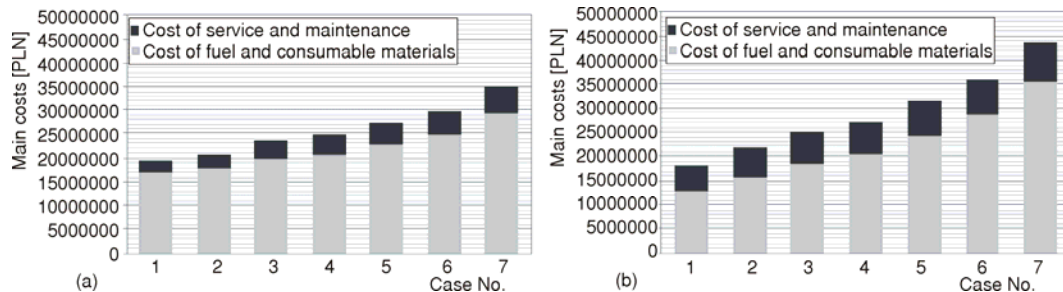 Main costs [PLN]
50000000
45000000
40000000
35000000
30000000
25000000
20000000
15000000
10000000
5000000
0
Cost of service and maintenance
Cost of fuel and consumable materials
1 2 3 4 5 6 7
(a)
Case No.
Main costs [PLN]
50000000
45000000
40000000
35000000
30000000
25000000
20000000
15000000
10000000
5000000
0
Cost of service and maintenance
Cost of fuel and consumable materials
1 2 3 4 5 6 7
(b)
Case No.